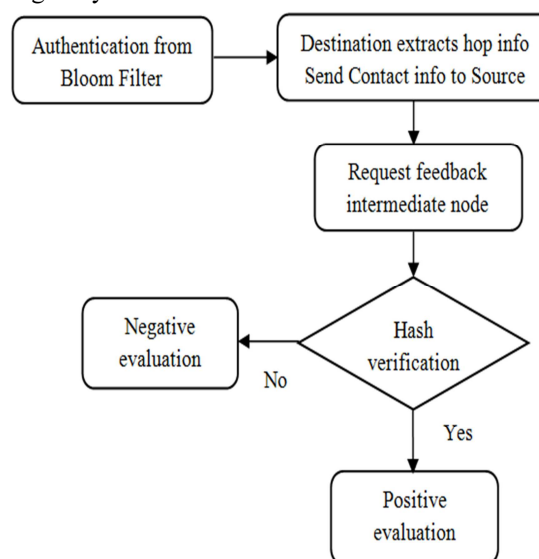 Authentication from
Bloom Filter
Destination extracts hop info
Send Contact info to Source
Request feedback
intermediate node
Hash
verification
Negative
evaluation
No
Yes
Positive
evaluation